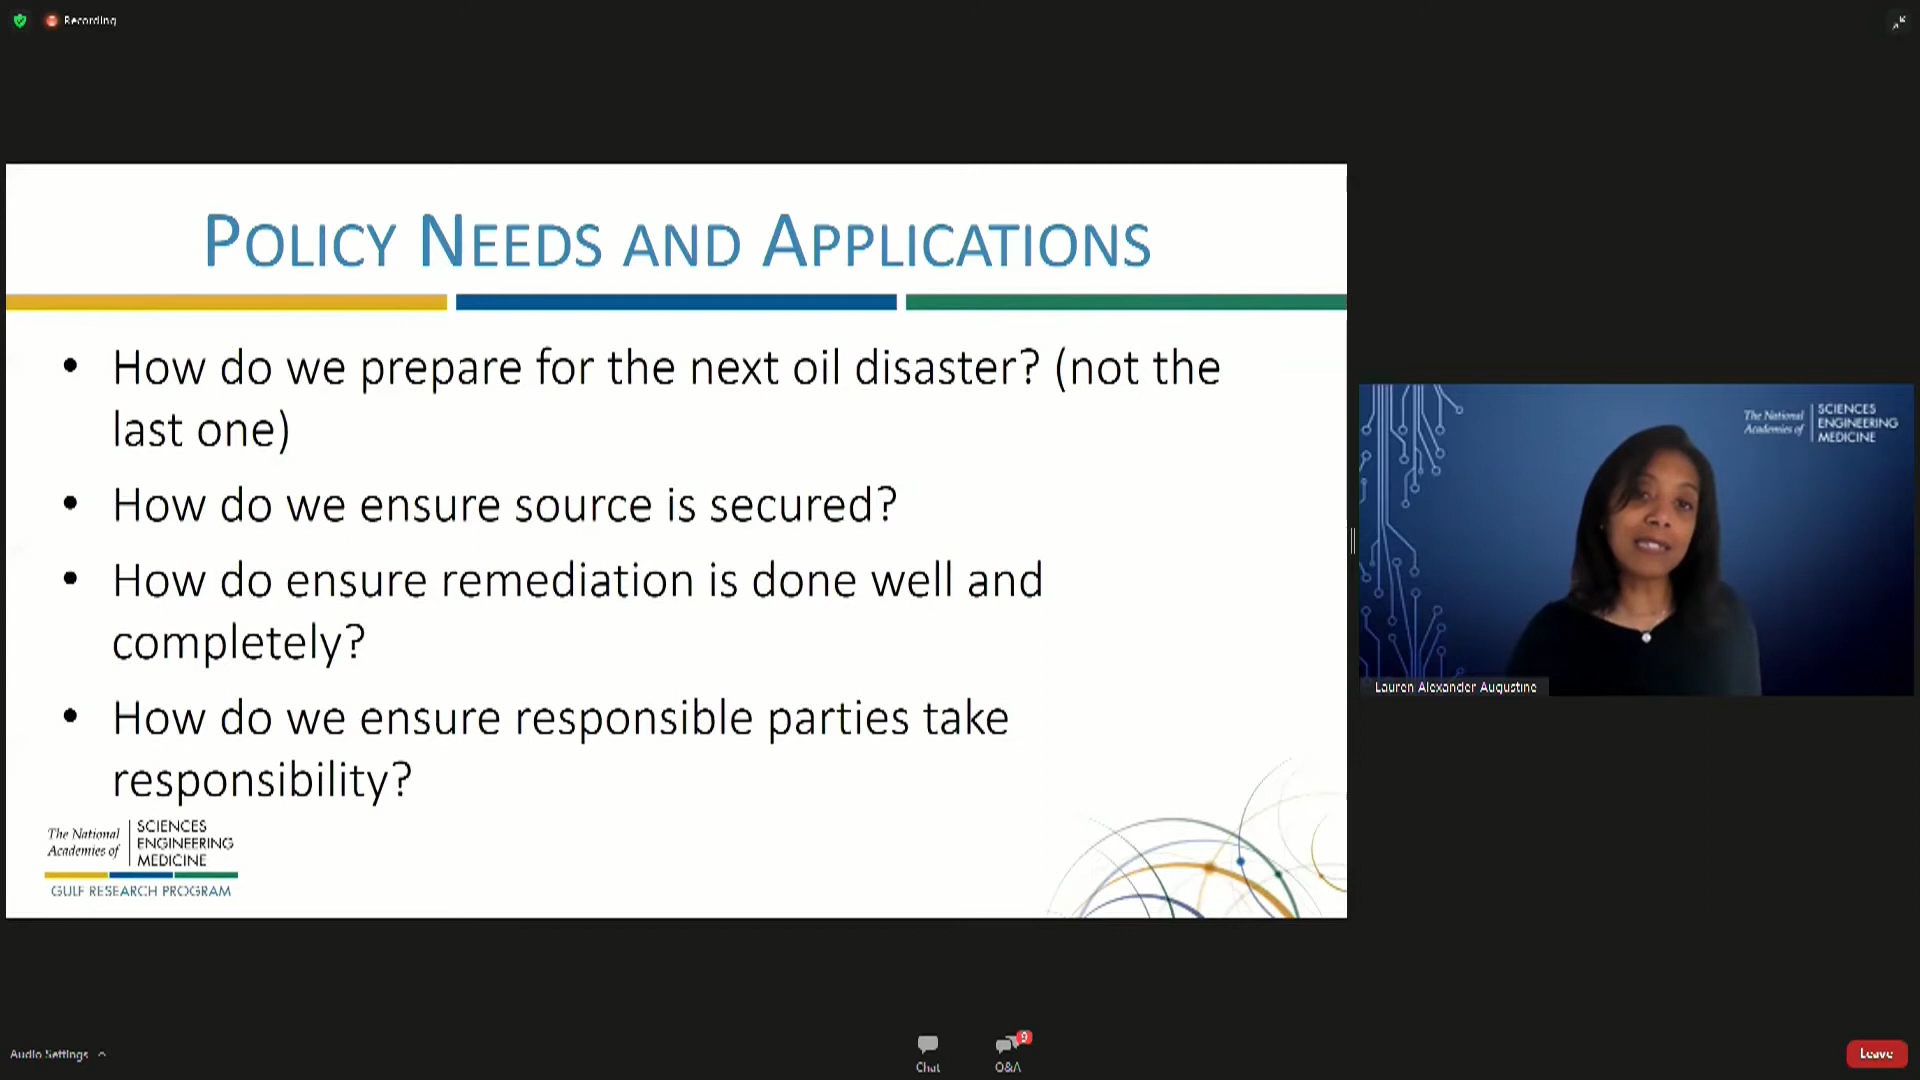 Recording
POLICY NEEDS AND APPLICATIONS
• How do we prepare for the next oil disaster? (not the
last one)
• How do we ensure source is secured?
• How do ensure remediation is done well and
completely?
• How do we ensure responsible parties take
responsibility?
The National
Academies of
SCIENCES
ENGINEERING
MEDICINE
GULF RESEARCH PROGRAM
The National
Academies of
SCIENCES
ENGINEERING
MEDICINE
Lauren Alexander Augustine
Audio Settings
Chat
9
Q&A
Leave